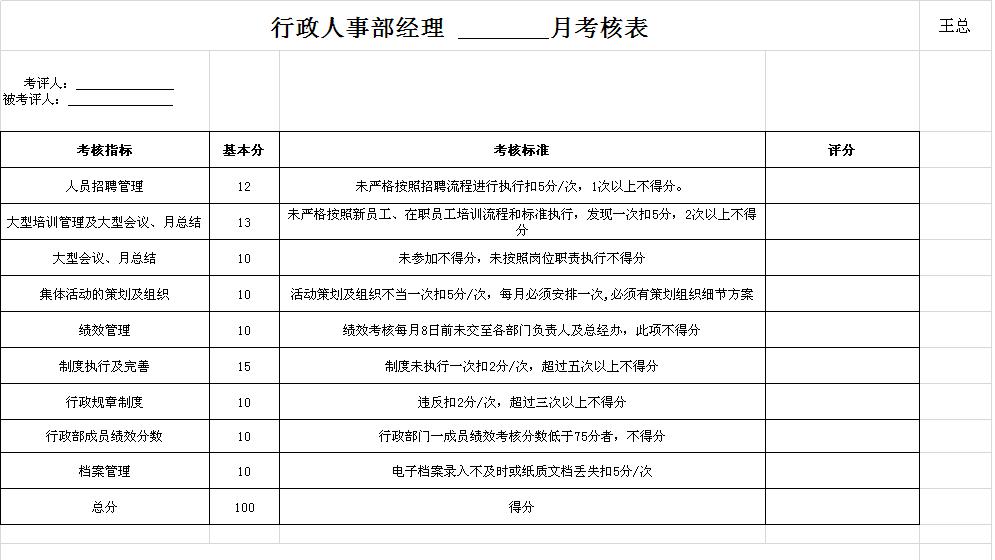 行政人事部经理 ________月考核表 王总
考评人：______________
被考评人：_______________
考核指标 基本分 考核标准 评分
人员招聘管理 12 未严格按照招聘流程进行执行扣5分/次，1次以上不得分。
大型培训管理及大型会议、月总结 13 未严格按照新员工、在职员工培训流程和标准执行，发现一次扣5分，2次以上不得
分
大型会议、月总结 10 未参加不得分，未按照岗位职责执行不得分
集体活动的策划及组织 10 活动策划及组织不当一次扣5分/次，每月必须安排一次,必须有策划组织细节方案
绩效管理 10 绩效考核每月8日前未交至各部门负责人及总经办，此项不得分
制度执行及完善 15 制度未执行一次扣2分/次，超过五次以上不得分
行政规章制度 10 违反扣2分/次，超过三次以上不得分
行政部成员绩效分数 10 行政部门一成员绩效考核分数低于75分者，不得分
档案管理 10 电子档案录入不及时或纸质文档丢失扣5分/次
总分 100 得分